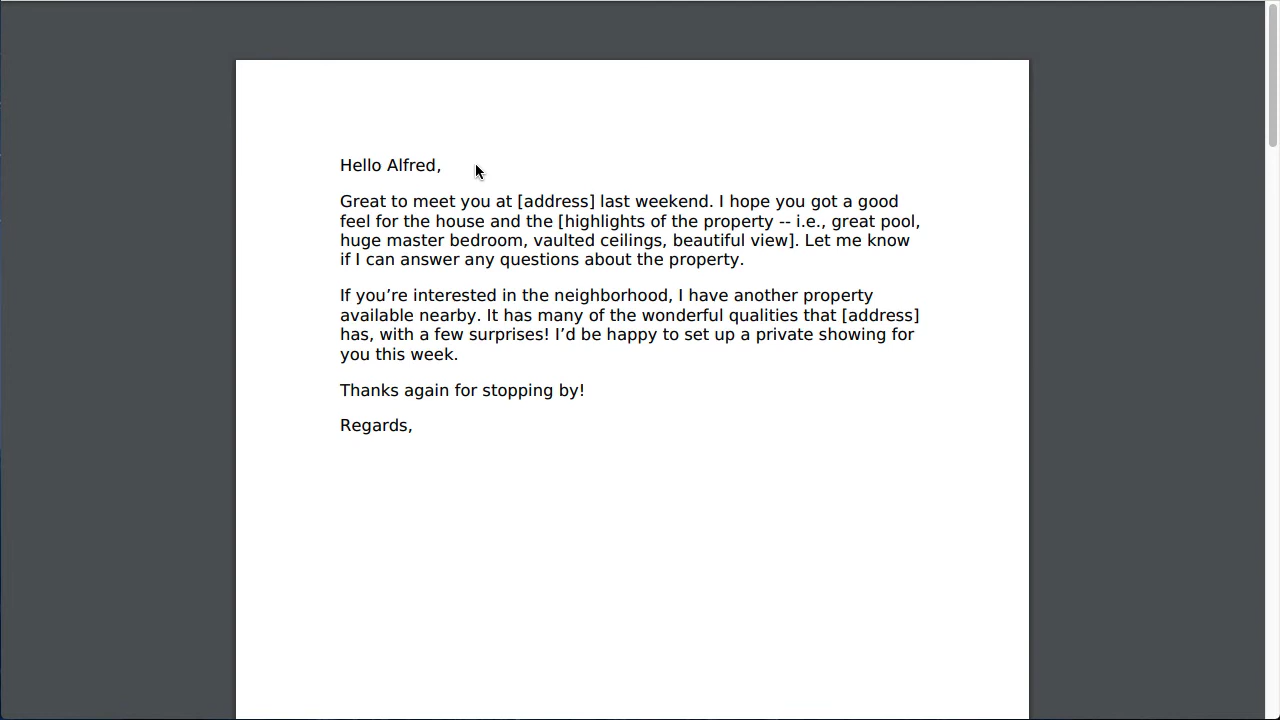 Hello Alfred,
Great to meet you at [address] last weekend. I hope you got a good
feel for the house and the [highlights of the property -- i.e., great pool,
huge master bedroom, vaulted ceilings, beautiful view]. Let me know
if I can answer any questions about the property.
If you’re interested in the neighborhood, I have another property
available nearby. It has many of the wonderful qualities that [address]
has, with a few surprises! I’d be happy to set up a private showing for
you this week.
Thanks again for stopping by!
Regards,